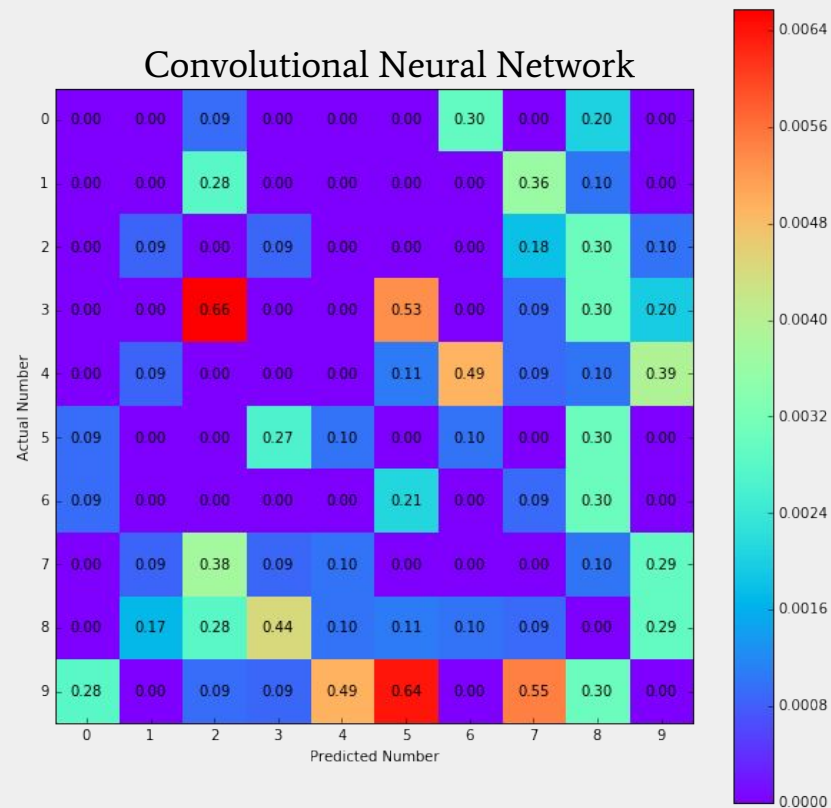 Convolutional Neural Network
0 0.00 0.00 0.09 0.00 0.00 0.00 0.30 0.00 0.20 0.00
1 0.00 0.00 0.28 0.00 0.00 0.00 0.00 0.36 0.10 0.00
2 0.00 0.09 0.00 0.09 0.00 0.00 0.00 0.18 0.30 0.10
3 0.00 0.00 0.66 0.00 0.00 0.53 0.00 0.09 0.30 0.20
4 0.00 0.09 0.00 0.00 0.00 0.11 0.49 0.09 0.10 0.39
5 0.09 0.00 0.00 0.27 0.10 0.00 0.10 0.00 0.30 0.00
6 0.09 0.00 0.00 0.00 0.00 0.21 0.00 0.09 0.30 0.00
7 0.00 0.09 0.38 0.09 0.10 0.00 0.00 0.00 0.10 0.29
8 0.00 0.17 0.28 0.44 0.10 0.11 0.10 0.09 0.00 0.29
9 0.28 0.00 0.09 0.09 0.49 0.64 0.00 0.55 0.30 0.00
0 1 2 3 4 5 6 7 8 9
Predicted Number
Actual Number
0.0064
0.0056
0.0048
0.0040
0.0032
0.0024
0.0016
0.0008
0.0000